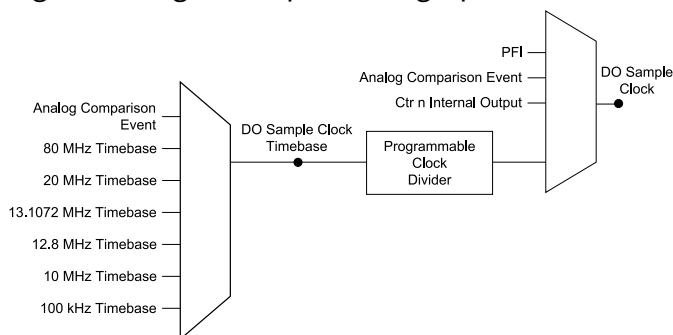 PFI
Analog Comparison Event
Ctr n Internal Output
DO Sample
Clock
Analog Comparison
Event
80 MHz Timebase
20 MHz Timebase
13.1072 MHz Timebase
12.8 MHz Timebase
10 MHz Timebase
100 kHz Timebase
DO Sample Clock
Timebase
Programmable
Clock
Divider